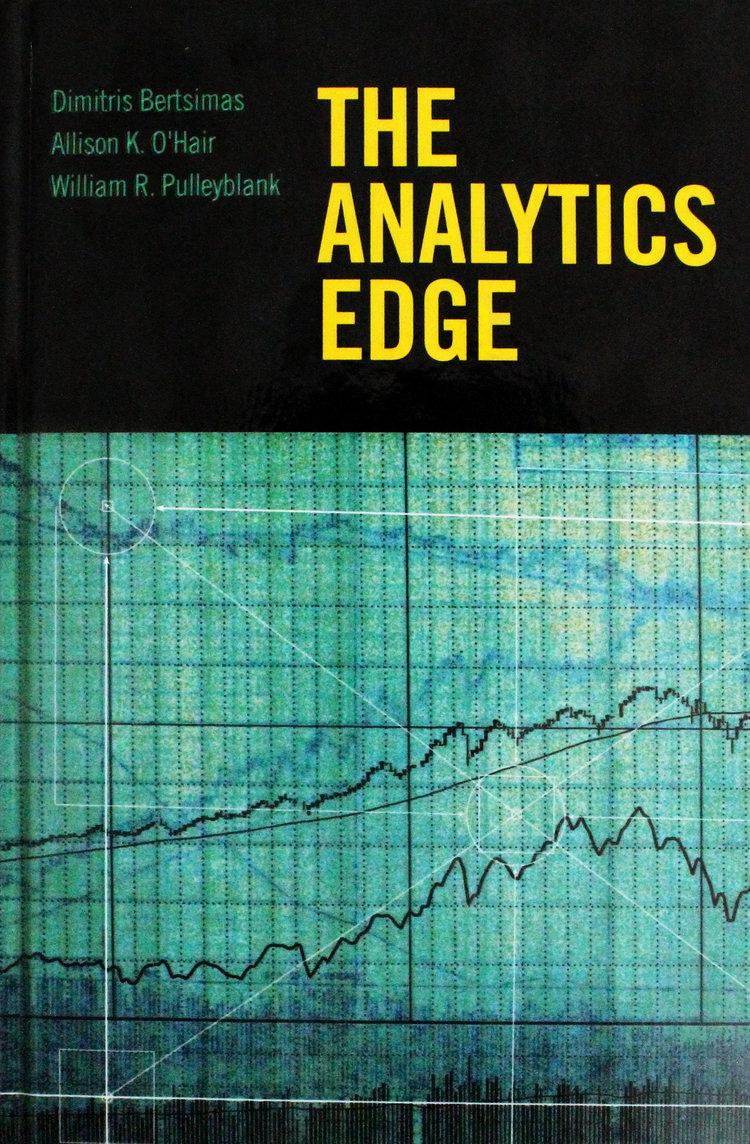 Dimitris Bertsimas
Allison K. O'Hair
William R. Pulleyblank
THE
ANALYTICS
EDGE